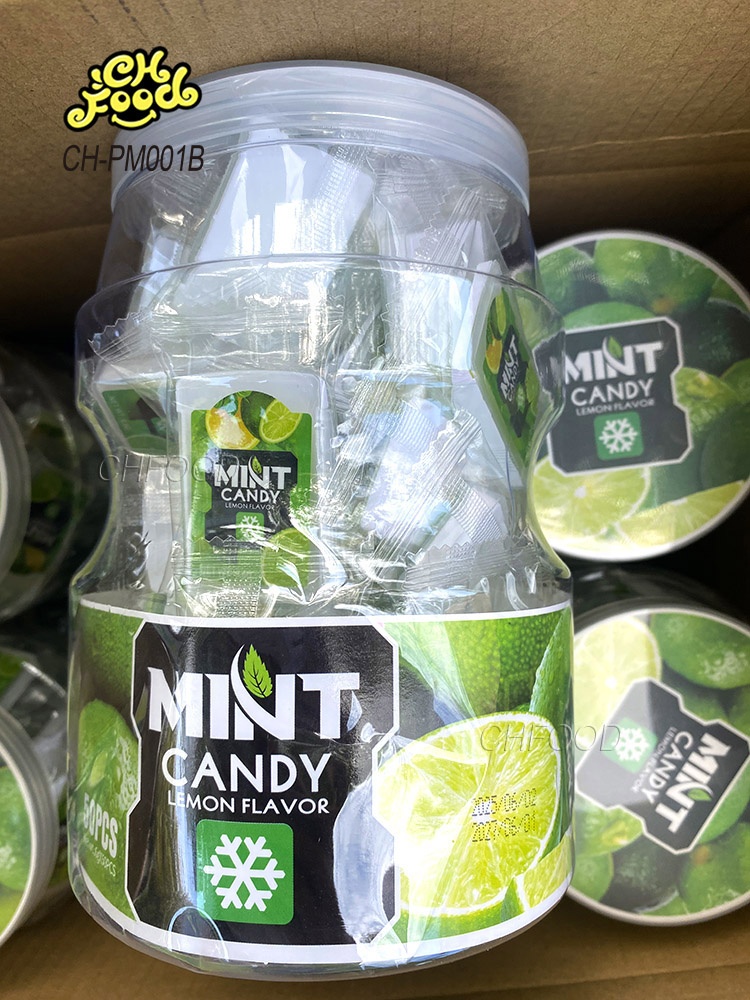 CH
Food
CH-PM001B
MINT
CANDY
LEMON FLAVOR
MINT
CANDY
LEMON FLAVOR
CHFOOD
MINT
CANDY
LEMON FLAVOR
CHFOOD
2025/06/02
2027/06/01
50PCS
MINT
CANDY
LEMON FLAVOR